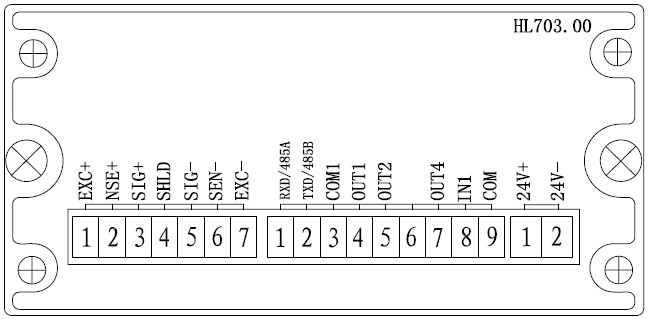 HL703.00
EXC+ NSE+ SIG+ SHLD SIG- SEN- EXC- RXD/485A TXD/485B COM1 OUT1 OUT2 OUT4 IN1 COM 24V+ 24V-
1 2 3 4 5 6 7 1 2 3 4 5 6 7 8 9 1 2